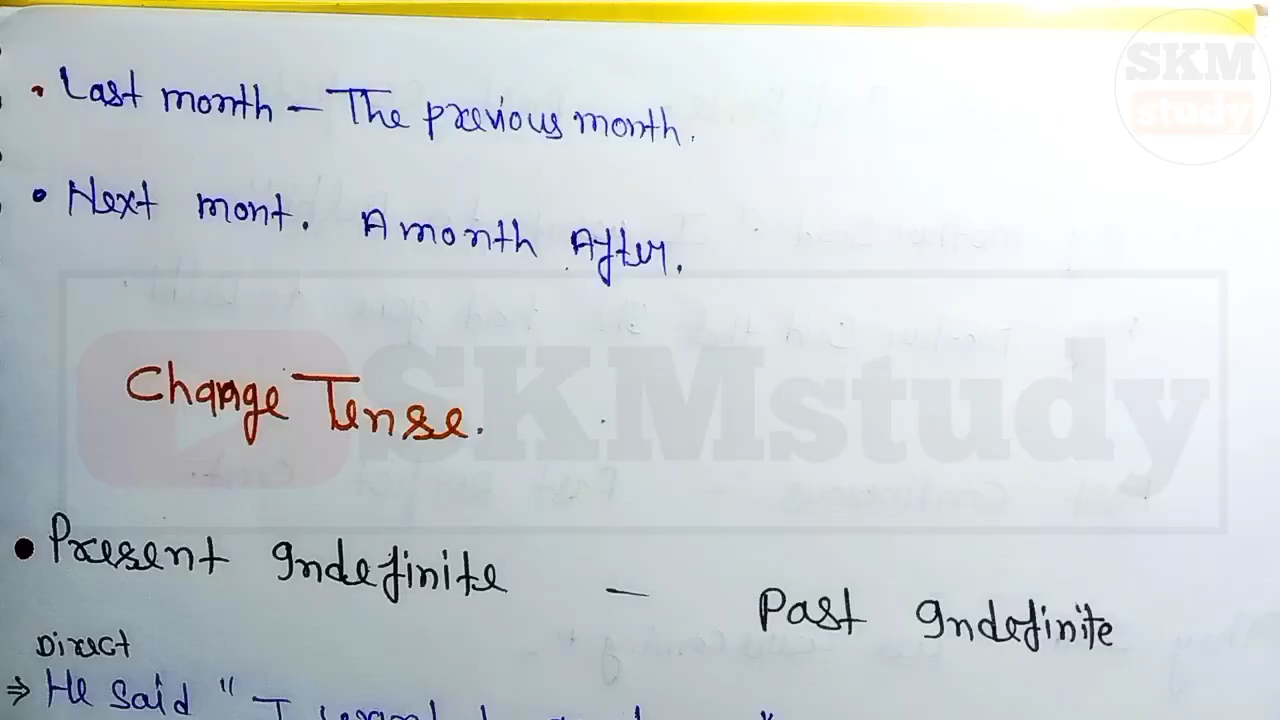 SKM
study
• Last month – The previous month.
• Next mont. A month After.
SKMstudy
Change Tense.
• Present Indefinite – Past Indefinite
Direct
⇒ He said "I